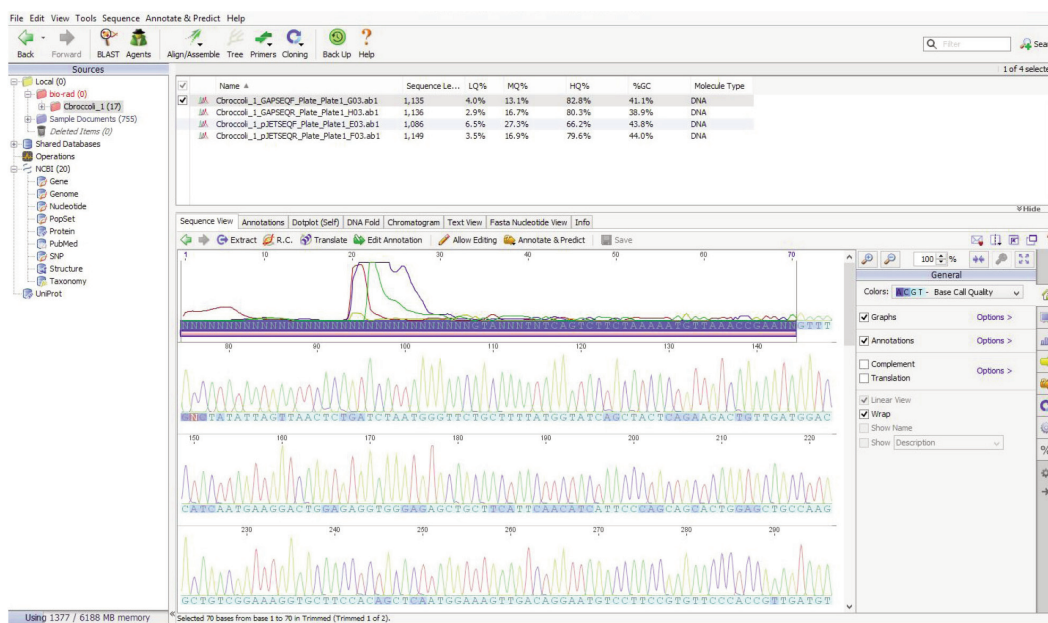 File Edit View Tools Sequence Annotate & Predict Help
Back Forward BLAST Agents Align/Assemble Tree Primers Cloning Back Up Help
Filter
Sources
1 of 4 selecte
Local (0)
bio-rad (0)
Cbroccoli_1 (17)
Sample Documents (755)
Deleted Items (0)
Shared Databases
Operations
NCBI (20)
Gene
Genome
Nucleotide
PopSet
Protein
PubMed
SNP
Structure
Taxonomy
UniProt
Name Sequence Le... LQ% MQ% HQ% %GC Molecule Type
Cbroccoli_1_GAPSEQF_Plate_Plate1_G03.ab1 1,135 4.0% 13.1% 82.8% 41.1% DNA
Cbroccoli_1_GAPSEQR_Plate_Plate1_H03.ab1 1,136 2.9% 16.7% 80.3% 38.9% DNA
Cbroccoli_1_pJETSEQF_Plate_Plate1_E03.ab1 1,086 6.5% 27.3% 66.2% 43.8% DNA
Cbroccoli_1_pJETSEQR_Plate_Plate1_F03.ab1 1,149 3.5% 16.9% 79.6% 44.0% DNA
Hide
Sequence View Annotations Dotplot (Self) DNA Fold Chromatogram Text View Fasta Nucleotide View Info
Extract R.C. Translate Edit Annotation Allow Editing Annotate & Predict Save
1 10 20 30 40 50 60 70
80 90 100 110 120 130 140
CNCTATATTAGTTAACTCTGATCTAATGGGTTCTGCTTTTATGGTATCAGCTACTCAGAAGACTGTTGATGGAC
150 160 170 180 190 200 210 220
CATCAATGAAGGACTGGAGAGGTGGGAGAGCTGCTTCATTCAACATCATTCCCAGCAGCACTGGAGCTGCCAAG
230 240 250 260 270 280 290
GCTGTCGGAAAGGTGCTTCCACAGCTCAATGGAAAGTTGACAGGAATGTCCTTCCGTGTTCCCACCGTTGATGT
100 %
General
Colors: ACGT - Base Call Quality
Graphs Options >
Annotations Options >
Complement
Translation
Options >
Linear View
Wrap
Show Name
Show Description
Using 1377 / 6188 MB memory
Selected 70 bases from base 1 to 70 in Trimmed (Trimmed 1 of 2).